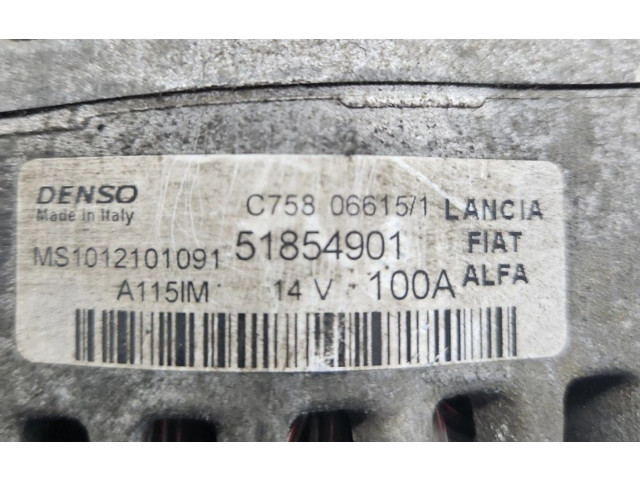 DENSO
Made in Italy
C758 06615/1
LANCIA
MS1012101091
51854901
FIAT
A115IM
14 V
100A
ALFA